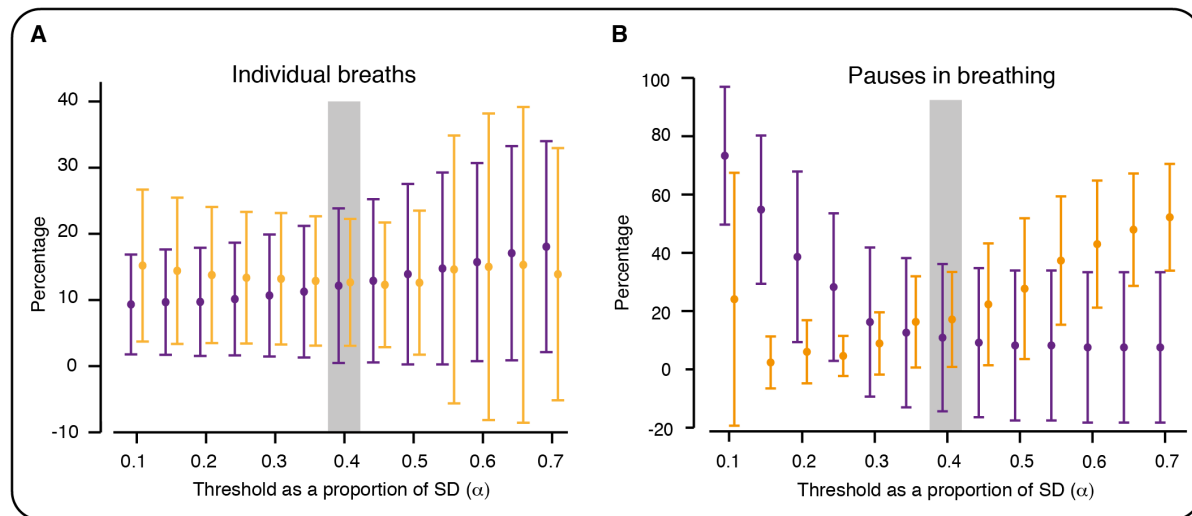 A
Individual breaths
40
30
20
10
0
-10
Percentage
0.1 0.2 0.3 0.4 0.5 0.6 0.7
Threshold as a proportion of SD (α)
B
Pauses in breathing
100
80
60
40
20
0
-20
Percentage
0.1 0.2 0.3 0.4 0.5 0.6 0.7
Threshold as a proportion of SD (α)